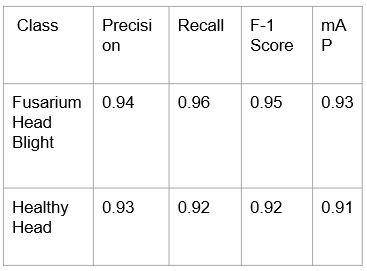 Class Precisi Recall F-1 mA
on Score P
Fusarium 0.94 0.96 0.95 0.93
Head
Blight
Healthy 0.93 0.92 0.92 0.91
Head